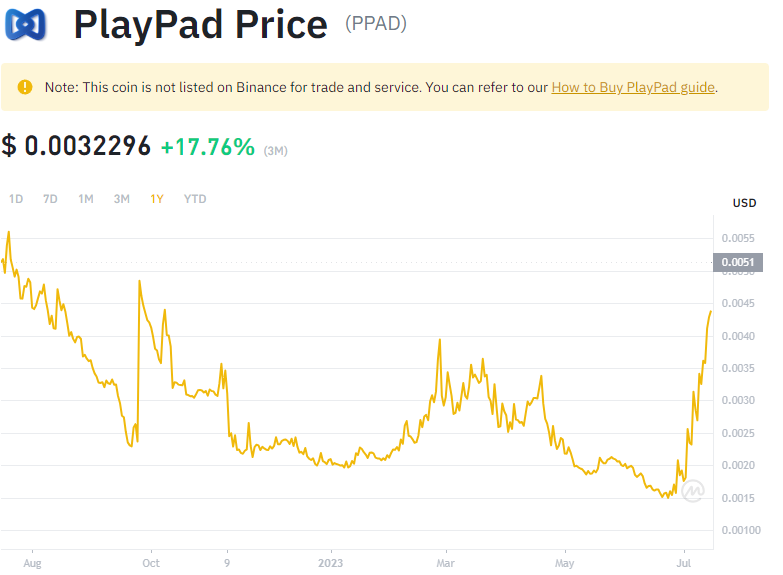 PlayPad Price (PPAD)
Note: This coin is not listed on Binance for trade and service. You can refer to our How to Buy PlayPad guide.
$ 0.0032296 +17.76% (3M)
1D 7D 1M 3M 1Y YTD
USD
0.0055
0.0051
0.0045
0.0040
0.0035
0.0030
0.0025
0.0020
0.0015
0.00100
Aug Oct 9 2023 Mar May Jul